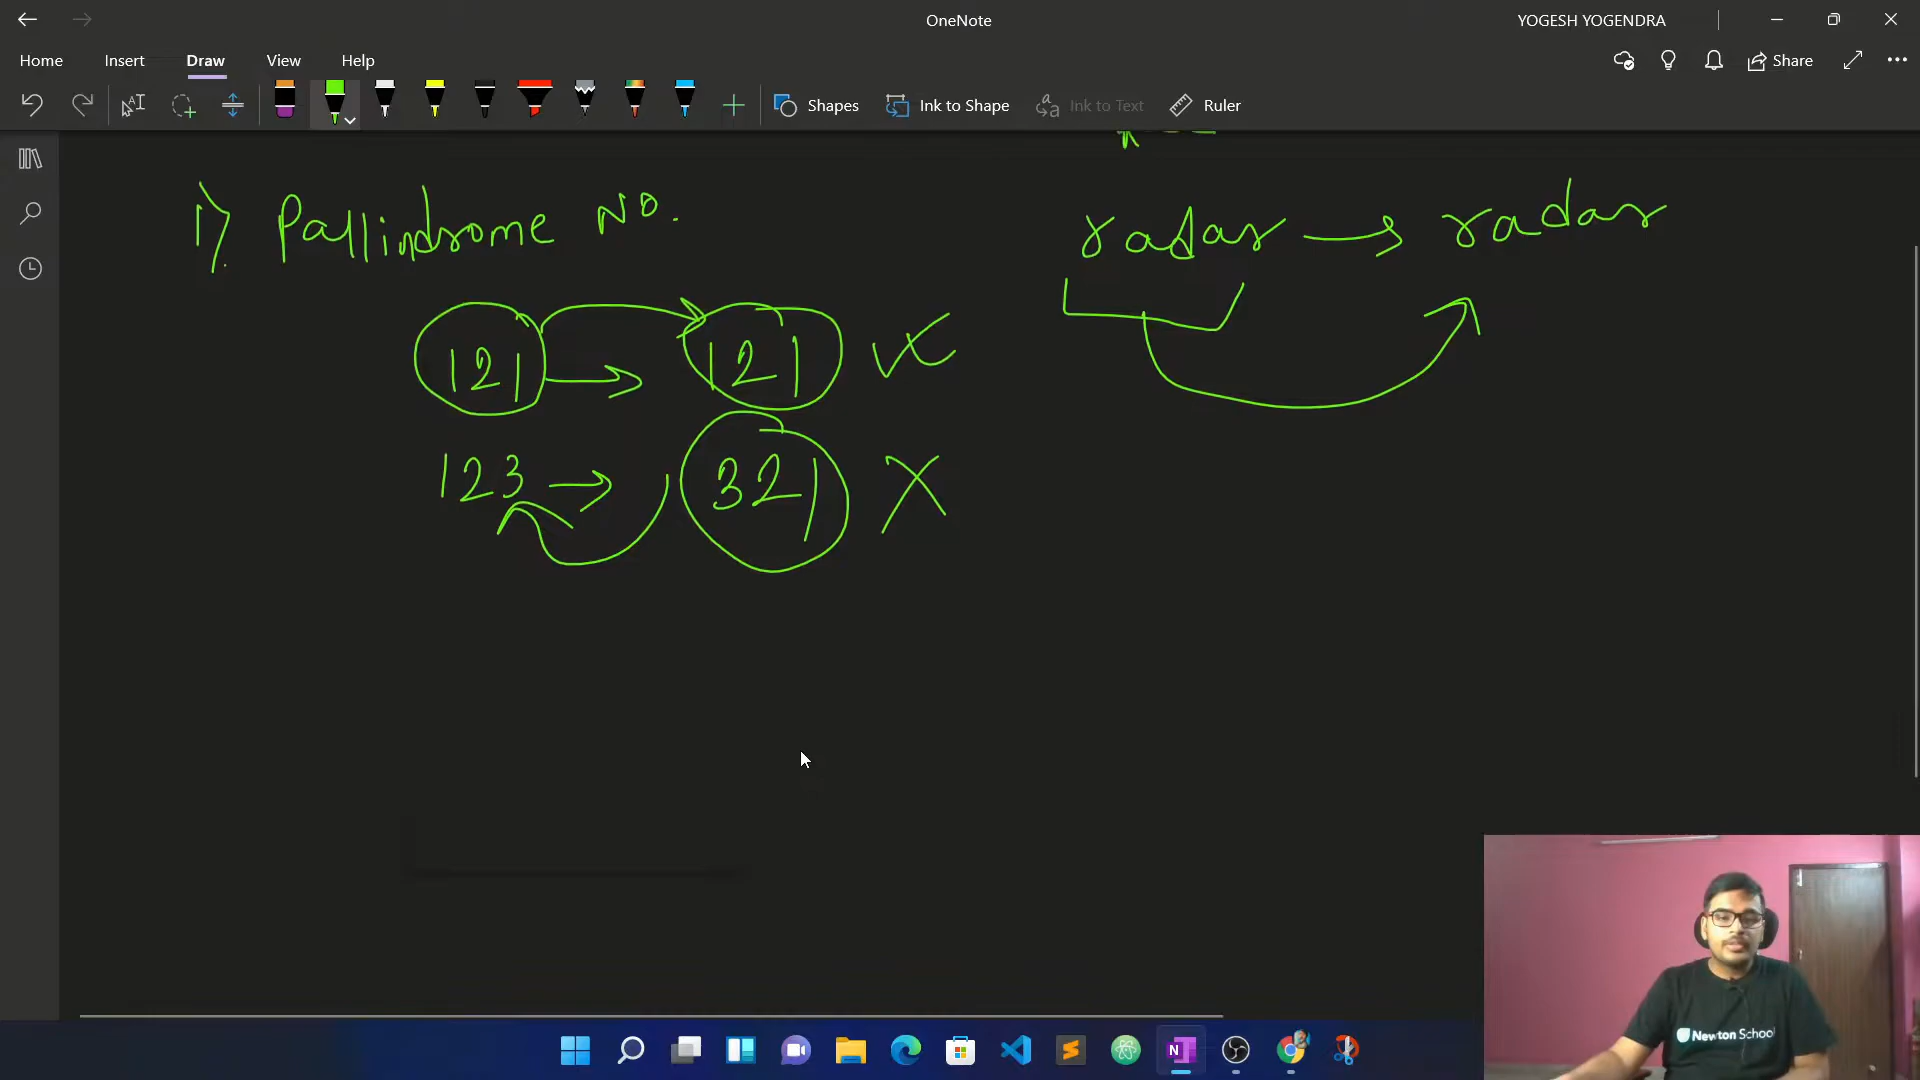 OneNote
YOGESH YOGENDRA
Home Insert Draw View Help
Share
Shapes Ink to Shape Ink to Text Ruler
1) Pallindrome No.
radar → radar
121 → 121
123 → 321 X
Newton School